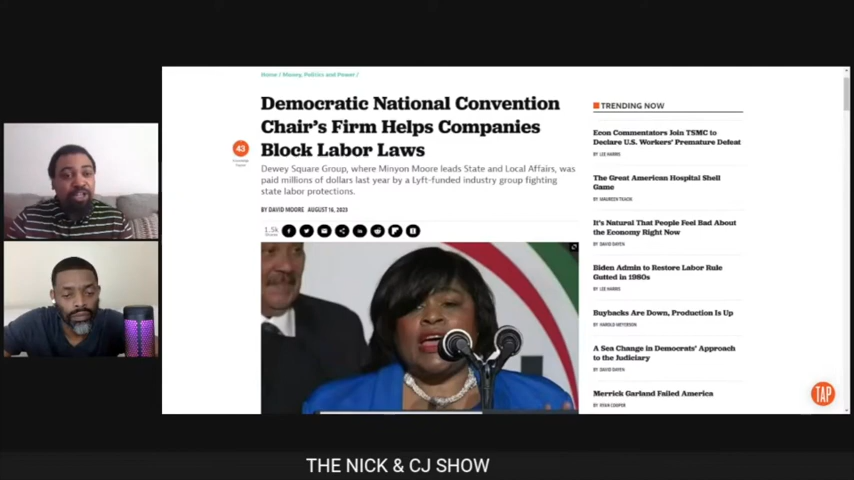 Home / Money, Politics and Power /
Democratic National Convention
Chair's Firm Helps Companies
Block Labor Laws
43
Dewey Square Group, where Minyon Moore leads State and Local Affairs, was
paid millions of dollars last year by a Lyft-funded industry group fighting
state labor protections.
BY DAVID MOORE AUGUST 16, 2023
1.5k
TRENDING NOW
Econ Commentators Join TSMC to
Declare U.S. Workers' Premature Defeat
BY LEE HARRIS
The Great American Hospital Shell
Game
BY MAUREEN TKACIK
It's Natural That People Feel Bad About
the Economy Right Now
BY DAVID DAYEN
Biden Admin to Restore Labor Rule
Gutted in 1980s
BY LEE HARRIS
Buybacks Are Down, Production Is Up
BY HAROLD MEYERSON
A Sea Change in Democrats' Approach
to the Judiciary
BY DAVID DAYEN
Merrick Garland Failed America
BY RYAN COOPER
TAP
THE NICK & CJ SHOW